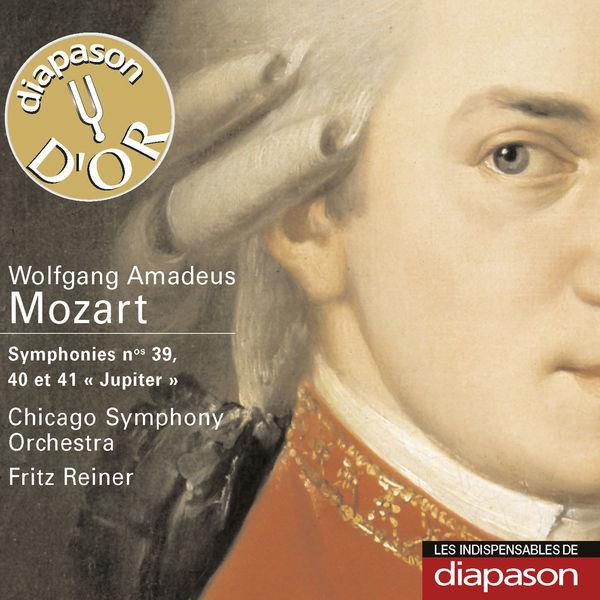 diapason
D'OR
Wolfgang Amadeus
Mozart
Symphonies nᵒˢ 39,
40 et 41 « Jupiter »
Chicago Symphony
Orchestra
Fritz Reiner
LES INDISPENSABLES DE
diapason